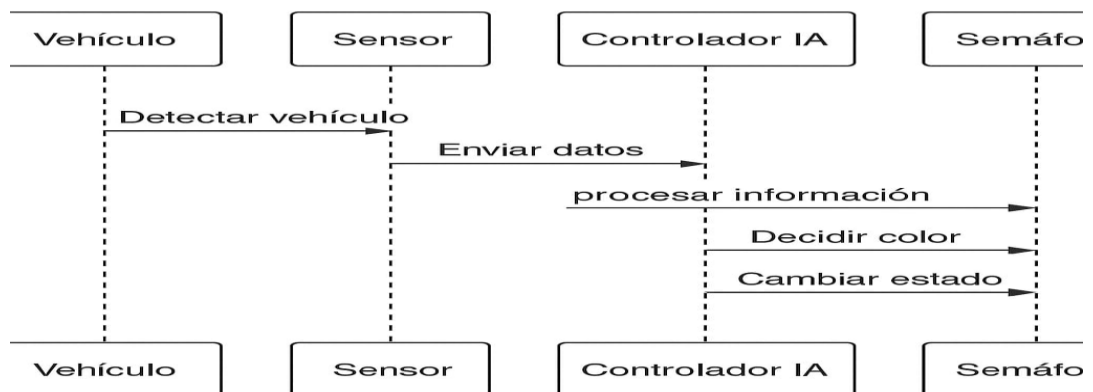 Vehículo Sensor Controlador IA Semáfo
Detectar vehículo
Enviar datos
procesar información
Decidir color
Cambiar estado
Vehículo Sensor Controlador IA Semáfo